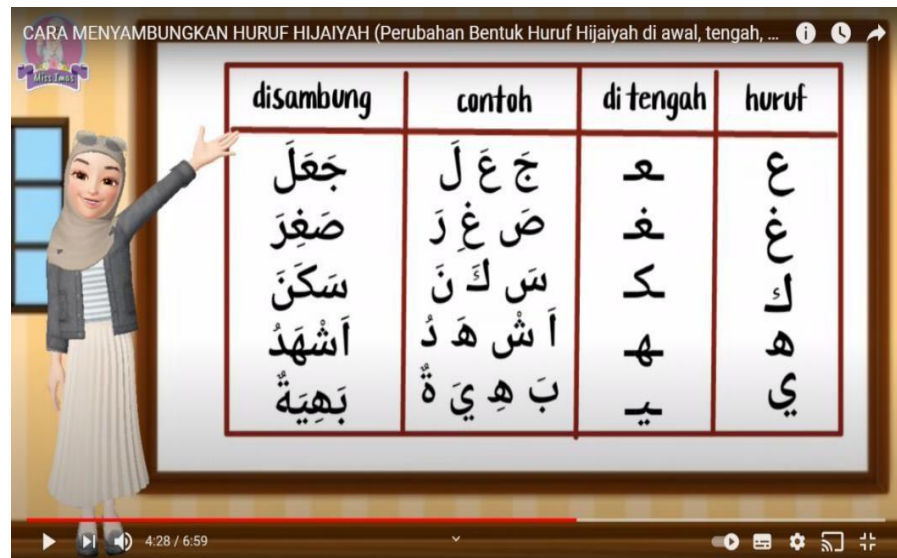 CARA MENYAMBUNGKAN HURUF HIJAIYAH (Perubahan Bentuk Huruf Hijaiyah di awal, tengah, ...
Miss Imas
disambung contoh di tengah huruf
جَعَلَ جَ عَ لَ ـعـ ع
صَغِرَ صَ غِ رَ ـغـ غ
سَكَنَ سَ كَ نَ ـكـ ك
اَشْهَدُ اَ شْ هَ دُ ـهـ ه
بَهِيَةٌ بَ هِ يَ ةٌ ـيـ ي
4:28 / 6:59